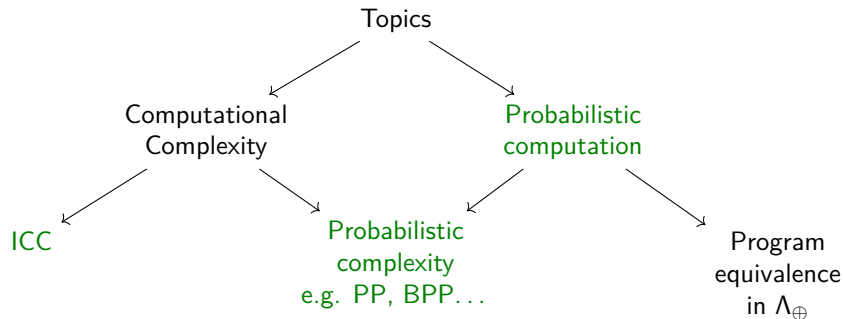 Topics
Computational
Complexity
Probabilistic
computation
ICC
Probabilistic
complexity
e.g. PP, BPP...
Program
equivalence
in Λ⊕